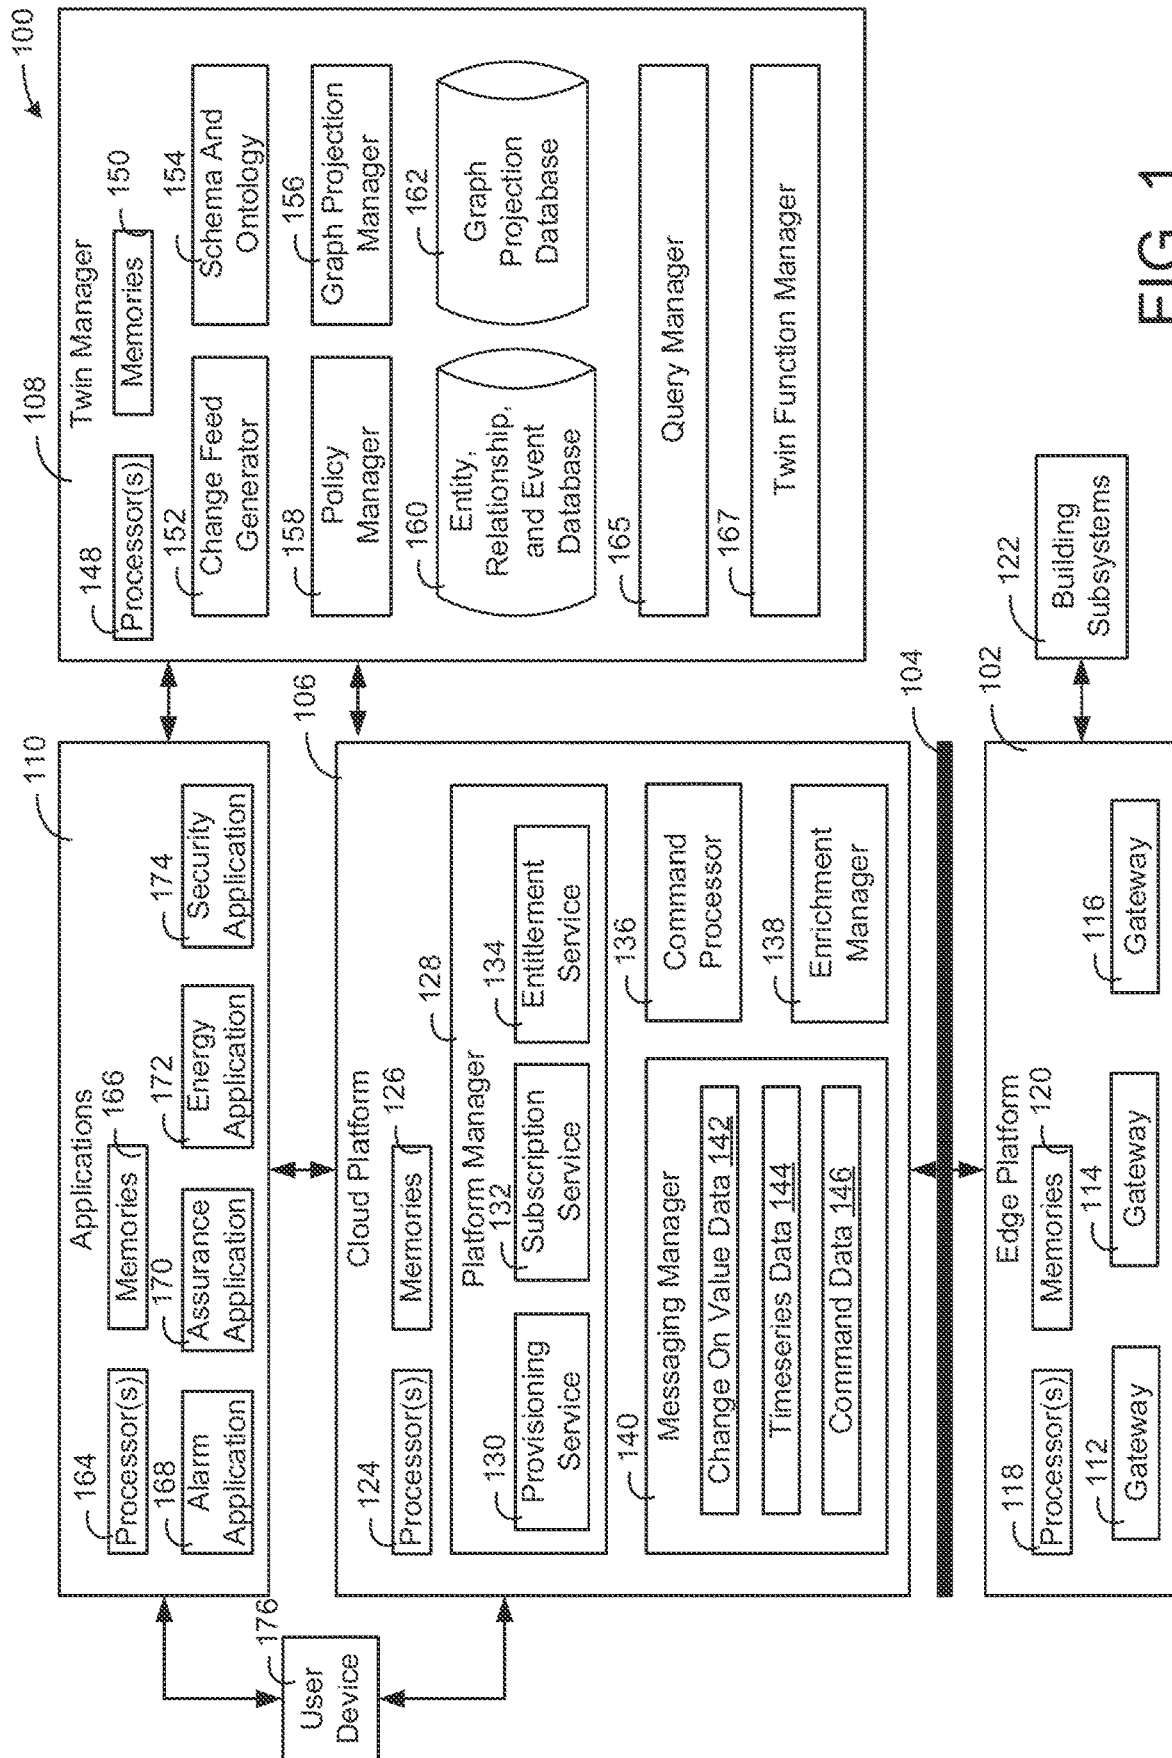 100
110
Applications
164
Processor(s)
166
Memories
168
Alarm
Application
170
Assurance
Application
172
Energy
Application
174
Security
Application
176
User
Device
106
Cloud Platform
124
Processor(s)
126
Memories
128
Platform Manager
130
Provisioning
Service
132
Subscription
Service
134
Entitlement
Service
140
Messaging Manager
Change On Value Data 142
Timeseries Data 144
Command Data 146
136
Command
Processor
138
Enrichment
Manager
104
102
Edge Platform
118
Processor(s)
120
Memories
112
Gateway
114
Gateway
116
Gateway
122
Building
Subsystems
108
Twin Manager
148
Processor(s)
150
Memories
152
Change Feed
Generator
154
Schema And
Ontology
158
Policy
Manager
156
Graph Projection
Manager
160
Entity,
Relationship,
and Event
Database
162
Graph
Projection
Database
165
Query Manager
167
Twin Function Manager
FIG. 1